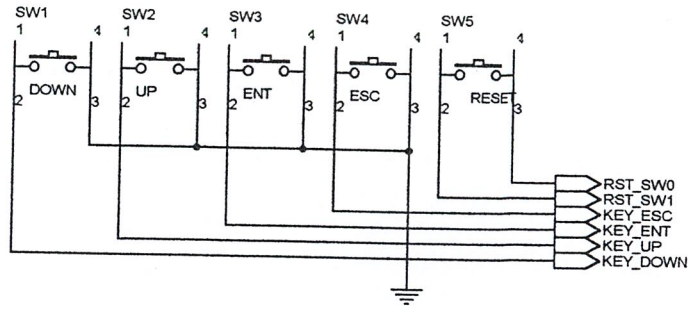 SW1 SW2 SW3 SW4 SW5
1 4 1 4 1 4 1 4 1 4
DOWN UP ENT ESC RESET
2 3 2 3 2 3 2 3 2 3
RST_SW0
RST_SW1
KEY_ESC
KEY_ENT
KEY_UP
KEY_DOWN